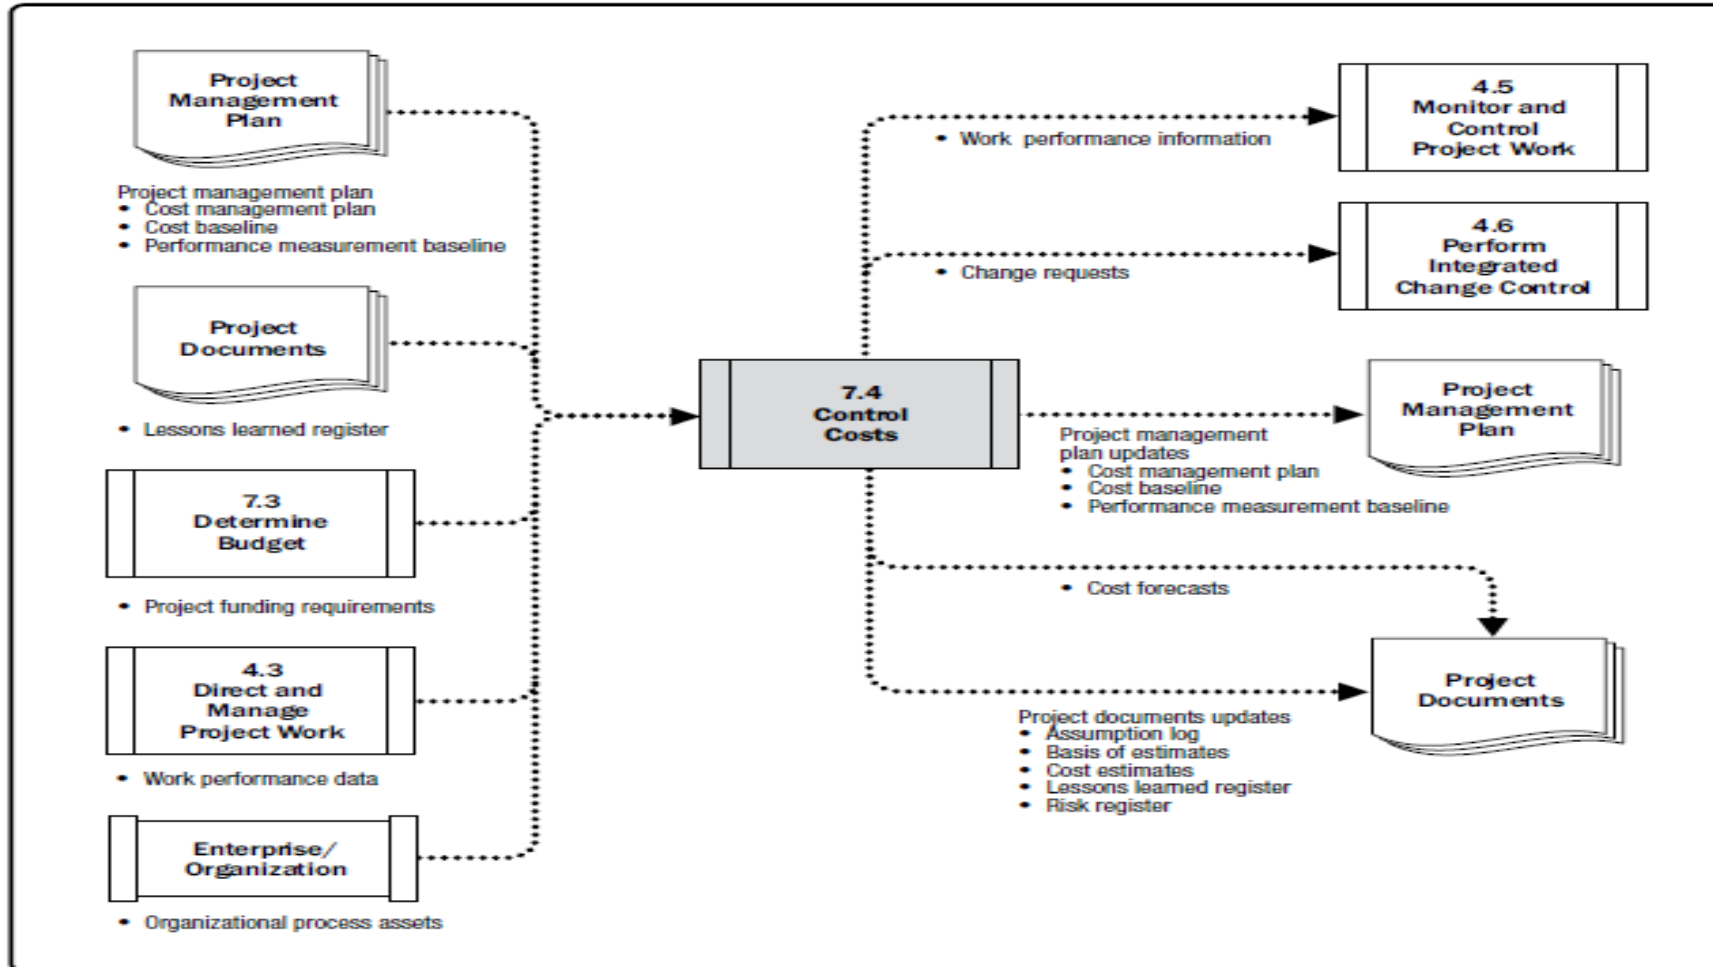 Project
Management
Plan
Project management plan
• Cost management plan
• Cost baseline
• Performance measurement baseline
Project
Documents
• Lessons learned register
7.3
Determine
Budget
• Project funding requirements
4.3
Direct and
Manage
Project Work
• Work performance data
Enterprise/
Organization
• Organizational process assets
7.4
Control
Costs
• Work performance information
4.5
Monitor and
Control
Project Work
• Change requests
4.6
Perform
Integrated
Change Control
Project management
plan updates
• Cost management plan
• Cost baseline
• Performance measurement baseline
Project
Management
Plan
• Cost forecasts
Project documents updates
• Assumption log
• Basis of estimates
• Cost estimates
• Lessons learned register
• Risk register
Project
Documents